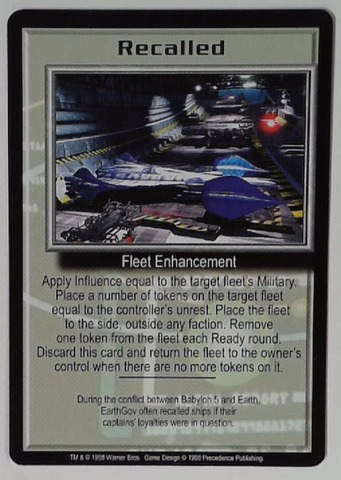 Recalled
Fleet Enhancement
Apply Influence equal to the target fleet's Military.
Place a number of tokens on the target fleet
equal to the controller's unrest. Place the fleet
to the side, outside any faction. Remove
one token from the fleet each Ready round.
Discard this card and return the fleet to the owner's
control when there are no more tokens on it.
During the conflict between Babylon 5 and Earth,
EarthGov often recalled ships if their
captains' loyalties were in question.
TM & © 1998 Warner Bros. Game Design © 1998 Precedence Publishing.